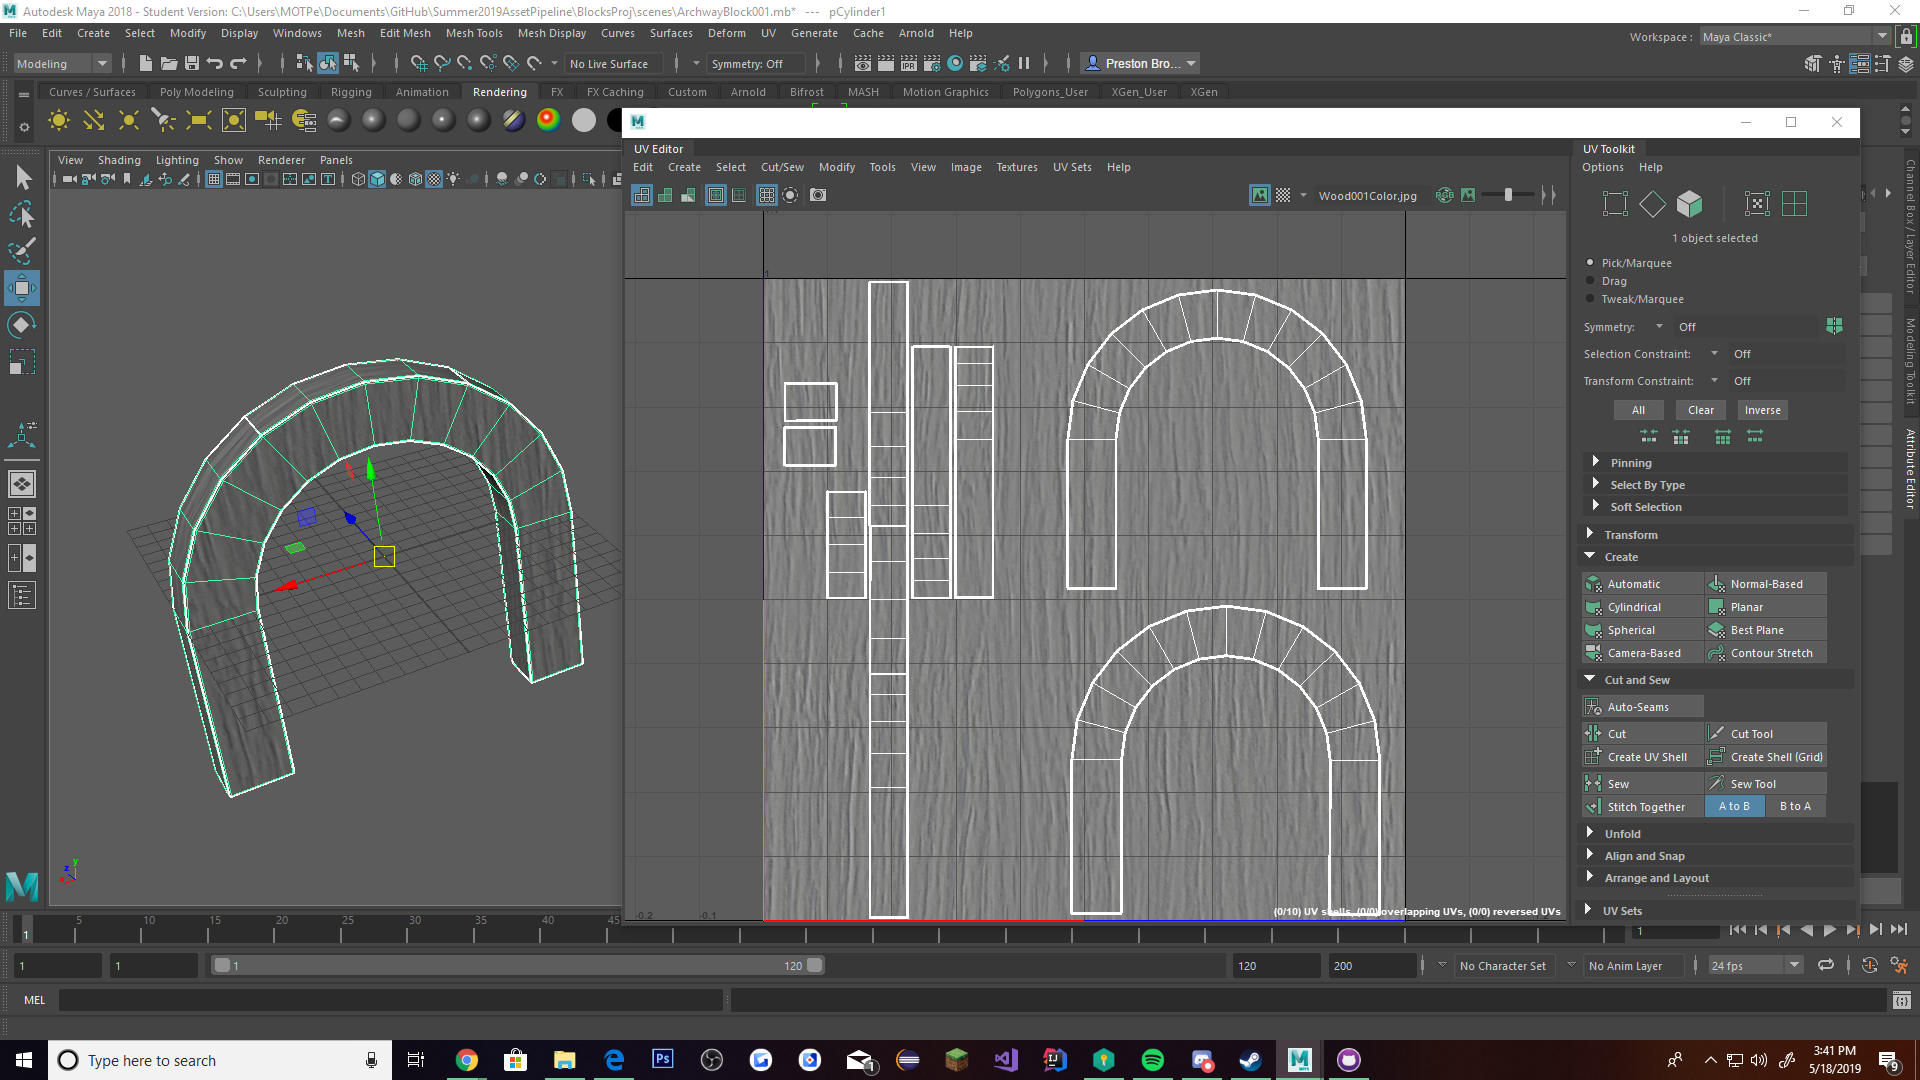 Autodesk Maya 2018 - Student Version: C:\Users\MOTPe\Documents\GitHub\Summer2019AssetPipeline\BlocksProj\scenes\ArchwayBlock001.mb*   ---   pCylinder1
File Edit Create Select Modify Display Windows Mesh Edit Mesh Mesh Tools Mesh Display Curves Surfaces Deform UV Generate Cache Arnold Help
Workspace : Maya Classic*
Modeling No Live Surface Symmetry: Off Preston Bro...
Curves / Surfaces Poly Modeling Sculpting Rigging Animation Rendering FX FX Caching Custom Arnold Bifrost MASH Motion Graphics Polygons_User XGen_User XGen
View Shading Lighting Show Renderer Panels
UV Editor
Edit Create Select Cut/Sew Modify Tools View Image Textures UV Sets Help
Wood001Color.jpg
1
-0.2 -0.1
(0/10) UV shells, (0/0) overlapping UVs, (0/0) reversed UVs
UV Toolkit
Options Help
1 object selected
Pick/Marquee
Drag
Tweak/Marquee
Symmetry: Off
Selection Constraint: Off
Transform Constraint: Off
All Clear Inverse
Pinning
Select By Type
Soft Selection
Transform
Create
Automatic Normal-Based
Cylindrical Planar
Spherical Best Plane
Camera-Based Contour Stretch
Cut and Sew
Auto-Seams
Cut Cut Tool
Create UV Shell Create Shell (Grid)
Sew Sew Tool
Stitch Together A to B B to A
Unfold
Align and Snap
Arrange and Layout
UV Sets
Channel Box / Layer Editor
Modeling Toolkit
Attribute Editor
y
z
5 10 15 20 25 30 35 40 45
1 1
1 1 1 120 120 200 No Character Set No Anim Layer 24 fps
MEL
Type here to search
3:41 PM
5/18/2019
1
9